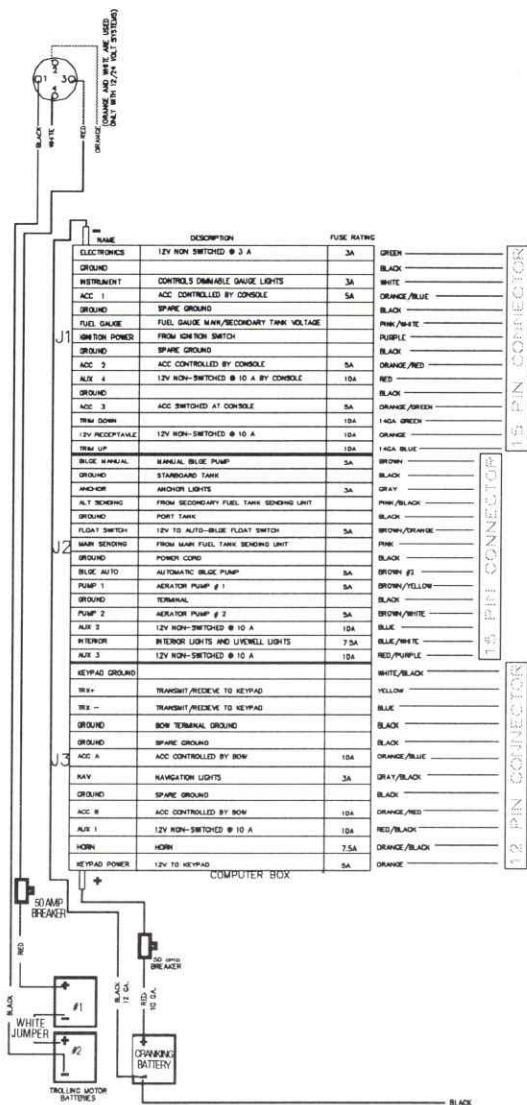 (ORANGE AND WHITE ARE USED
ONLY WITH 12/24 VOLT SYSTEMS)
1 3
BLACK
WHITE
RED
ORANGE
−
NAME DESCRIPTION FUSE RATING
ELECTRONICS 12V NON SWITCHED @ 3 A 3A GREEN
GROUND BLACK
INSTRUMENT CONTROLS DIMMABLE GAUGE LIGHTS 3A WHITE
ACC 1 ACC CONTROLLED BY CONSOLE 5A ORANGE/BLUE
GROUND SPARE GROUND BLACK
FUEL GAUGE FUEL GAUGE MAIN/SECONDARY TANK VOLTAGE PINK/WHITE
J1 IGNITION POWER FROM IGNITION SWITCH PURPLE
GROUND SPARE GROUND BLACK
ACC 2 ACC CONTROLLED BY CONSOLE 5A ORANGE/RED
AUX 4 12V NON-SWITCHED @ 10 A BY CONSOLE 10A RED
GROUND BLACK
ACC 3 ACC SWITCHED AT CONSOLE 5A ORANGE/GREEN
TRIM DOWN 10A 14GA GREEN
12V RECEPTAVLE 12V NON-SWITCHED @ 10 A 10A ORANGE
TRIM UP 10A 14GA BLUE
15 PIN CONNECTOR
BILGE MANUAL MANUAL BILGE PUMP 5A BROWN
GROUND STARBOARD TANK BLACK
ANCHOR ANCHOR LIGHTS 3A GRAY
ALT SENDING FROM SECONDARY FUEL TANK SENDING UNIT PINK/BLACK
GROUND PORT TANK BLACK
FLOAT SWITCH 12V TO AUTO-BILGE FLOAT SWITCH 5A BROWN/ORANGE
J2 MAIN SENDING FROM MAIN FUEL TANK SENDING UNIT PINK
GROUND POWER CORD BLACK
BILGE AUTO AUTOMATIC BILGE PUMP 5A BROWN #2
PUMP 1 AERATOR PUMP # 1 5A BROWN/YELLOW
GROUND TERMINAL BLACK
PUMP 2 AERATOR PUMP # 2 5A BROWN/WHITE
AUX 2 12V NON-SWITCHED @ 10 A 10A BLUE
INTERIOR INTERIOR LIGHTS AND LIVEWELL LIGHTS 7.5A BLUE/WHITE
AUX 3 12V NON-SWITCHED @ 10 A 10A RED/PURPLE
15 PIN CONNECTOR
KEYPAD GROUND WHITE/BLACK
TRX+ TRANSMIT/RECIEVE TO KEYPAD YELLOW
TRX − TRANSMIT/RECIEVE TO KEYPAD BLUE
GROUND BOW TERMINAL GROUND BLACK
GROUND SPARE GROUND BLACK
J3 ACC A ACC CONTROLLED BY BOW 10A ORANGE/BLUE
NAV NAVIGATION LIGHTS 3A GRAY/BLACK
GROUND SPARE GROUND BLACK
ACC B ACC CONTROLLED BY BOW 10A ORANGE/RED
AUX 1 12V NON-SWITCHED @ 10 A 10A RED/BLACK
HORN HORN 7.5A ORANGE/BLACK
KEYPAD POWER 12V TO KEYPAD 5A ORANGE
12 PIN CONNECTOR
COMPUTER BOX
+
50 AMP
BREAKER
RED
BLACK
50 AMP
BREAKER
BLACK
12 GA.
RED
10 GA.
+
#1
−
WHITE
JUMPER
+
#2
−
TROLLING MOTOR
BATTERIES
+
CRANKING
BATTERY
−
BLACK